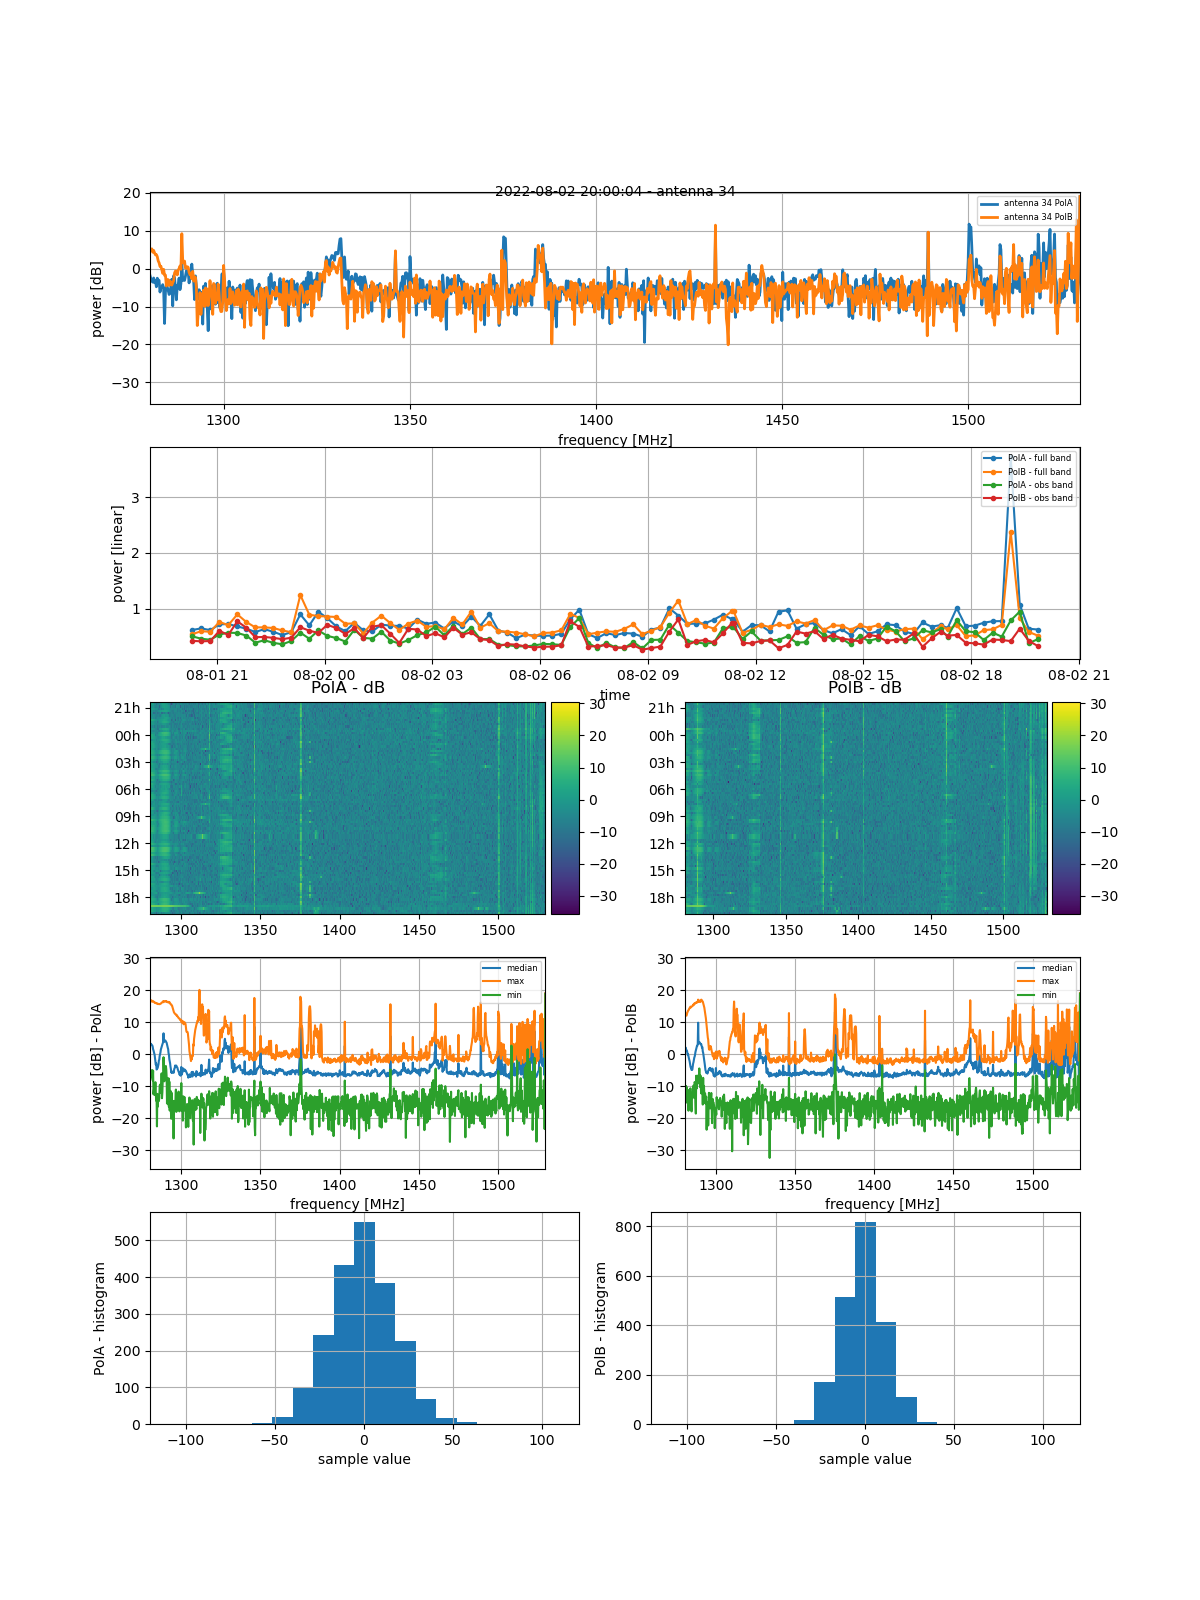 2022-08-02 20:00:04 - antenna 34
20
10
0
−10
−20
−30
power [dB]
antenna 34 PolA
antenna 34 PolB
1300 1350 1400 1450 1500
frequency [MHz]
3
2
1
power [linear]
PolA - full band
PolB - full band
PolA - obs band
PolB - obs band
08-01 21 08-02 00 08-02 03 08-02 06 08-02 09 08-02 12 08-02 15 08-02 18 08-02 21
time
PolA - dB
21h
00h
03h
06h
09h
12h
15h
18h
1300 1350 1400 1450 1500
30
20
10
0
−10
−20
−30
PolB - dB
21h
00h
03h
06h
09h
12h
15h
18h
1300 1350 1400 1450 1500
30
20
10
0
−10
−20
−30
30
20
10
0
−10
−20
−30
power [dB] - PolA
median
max
min
1300 1350 1400 1450 1500
frequency [MHz]
30
20
10
0
−10
−20
−30
power [dB] - PolB
median
max
min
1300 1350 1400 1450 1500
frequency [MHz]
500
400
300
200
100
0
PolA - histogram
−100 −50 0 50 100
sample value
800
600
400
200
0
PolB - histogram
−100 −50 0 50 100
sample value